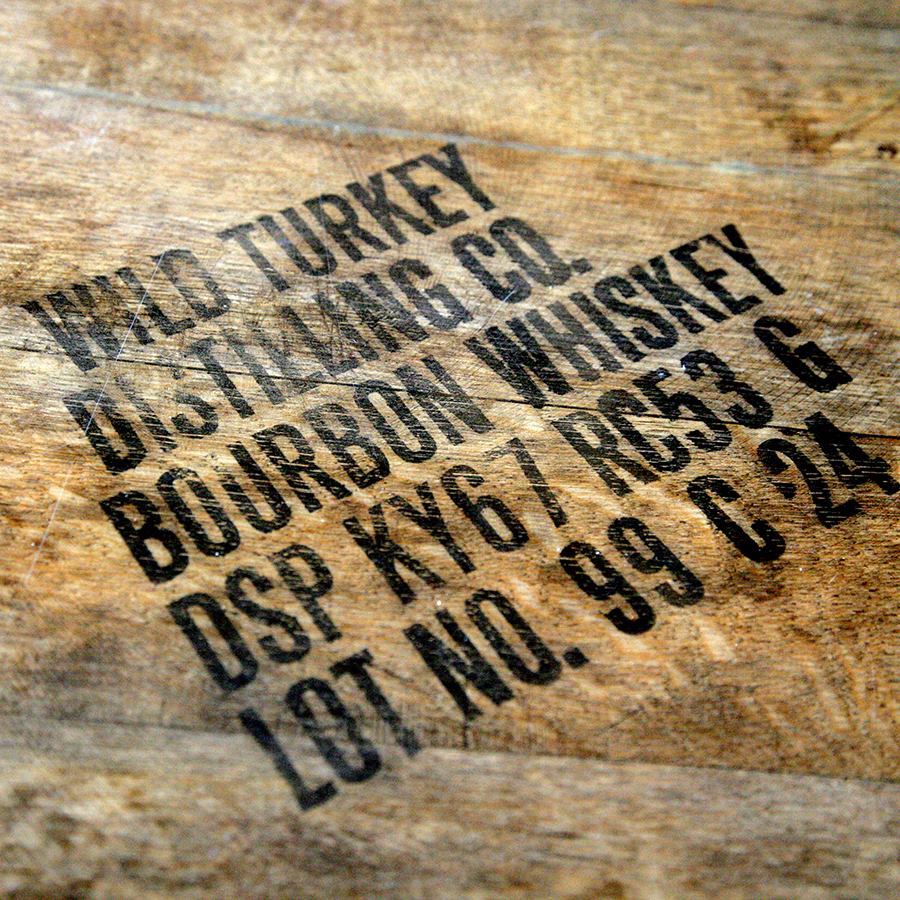 WILD TURKEY
DISTILLING CO.
BOURBON WHISKEY
DSP KY67 RC53 G
LOT NO. 99 C 24